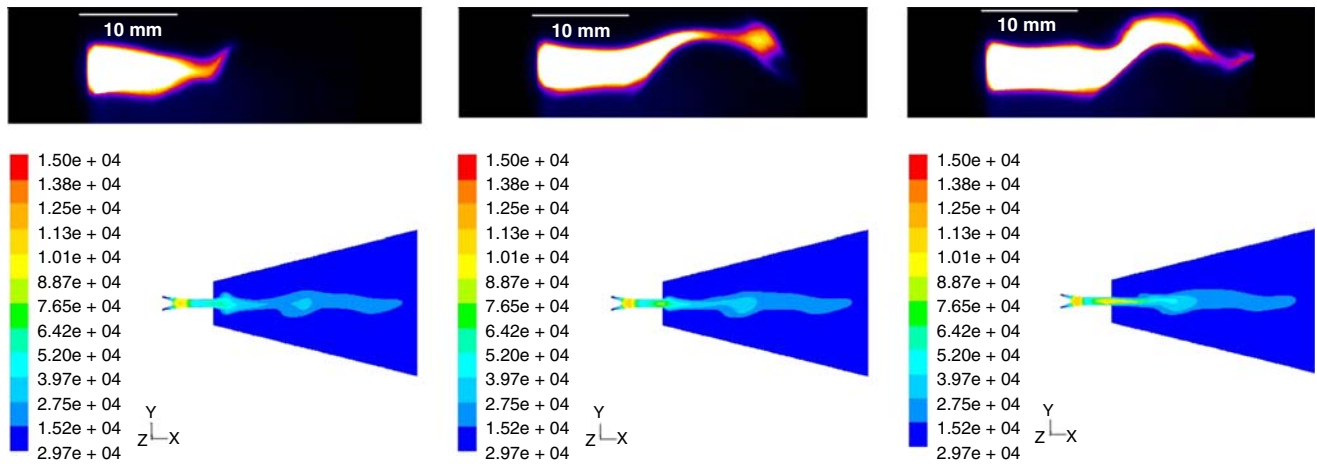 10 mm
10 mm
10 mm
1.50e + 04
1.38e + 04
1.25e + 04
1.13e + 04
1.01e + 04
8.87e + 04
7.65e + 04
6.42e + 04
5.20e + 04
3.97e + 04
2.75e + 04
1.52e + 04
2.97e + 04
Y
Z
X
1.50e + 04
1.38e + 04
1.25e + 04
1.13e + 04
1.01e + 04
8.87e + 04
7.65e + 04
6.42e + 04
5.20e + 04
3.97e + 04
2.75e + 04
1.52e + 04
2.97e + 04
Y
Z
X
1.50e + 04
1.38e + 04
1.25e + 04
1.13e + 04
1.01e + 04
8.87e + 04
7.65e + 04
6.42e + 04
5.20e + 04
3.97e + 04
2.75e + 04
1.52e + 04
2.97e + 04
Y
Z
X